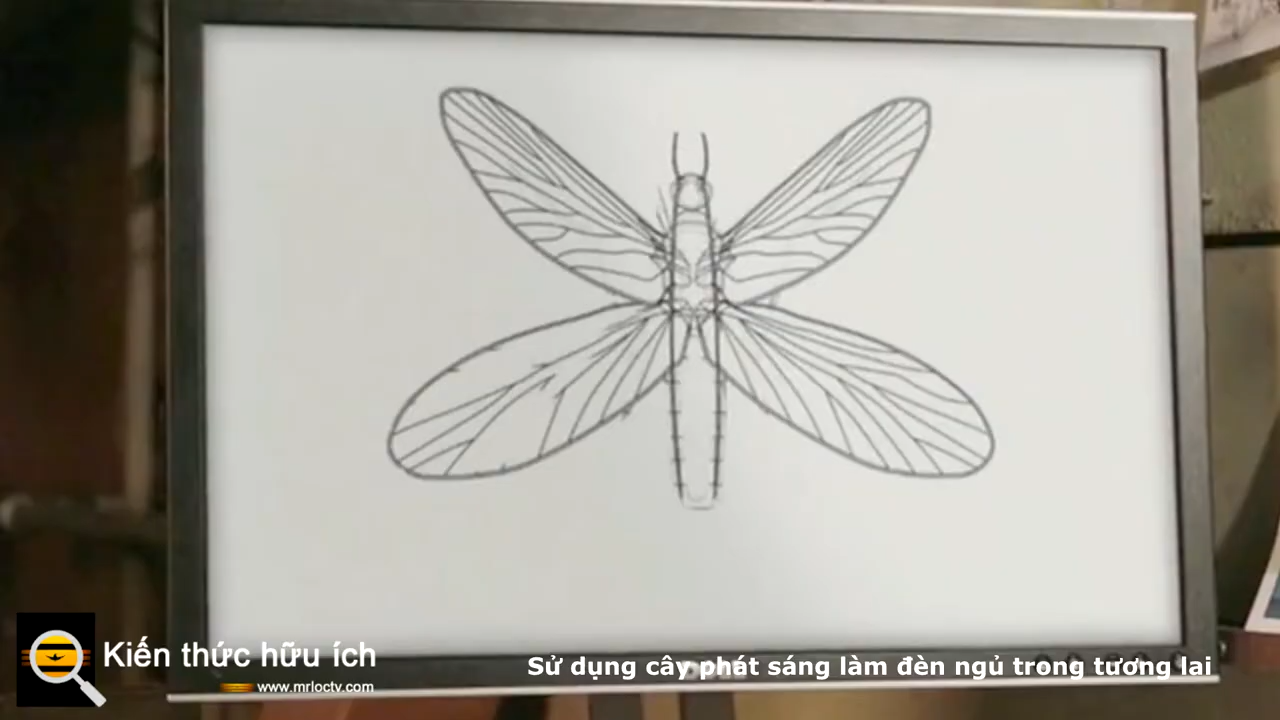 Kiến thức hữu ích
www.mrloctv.com
Sử dụng cây phát sáng làm đèn ngủ trong tương lai